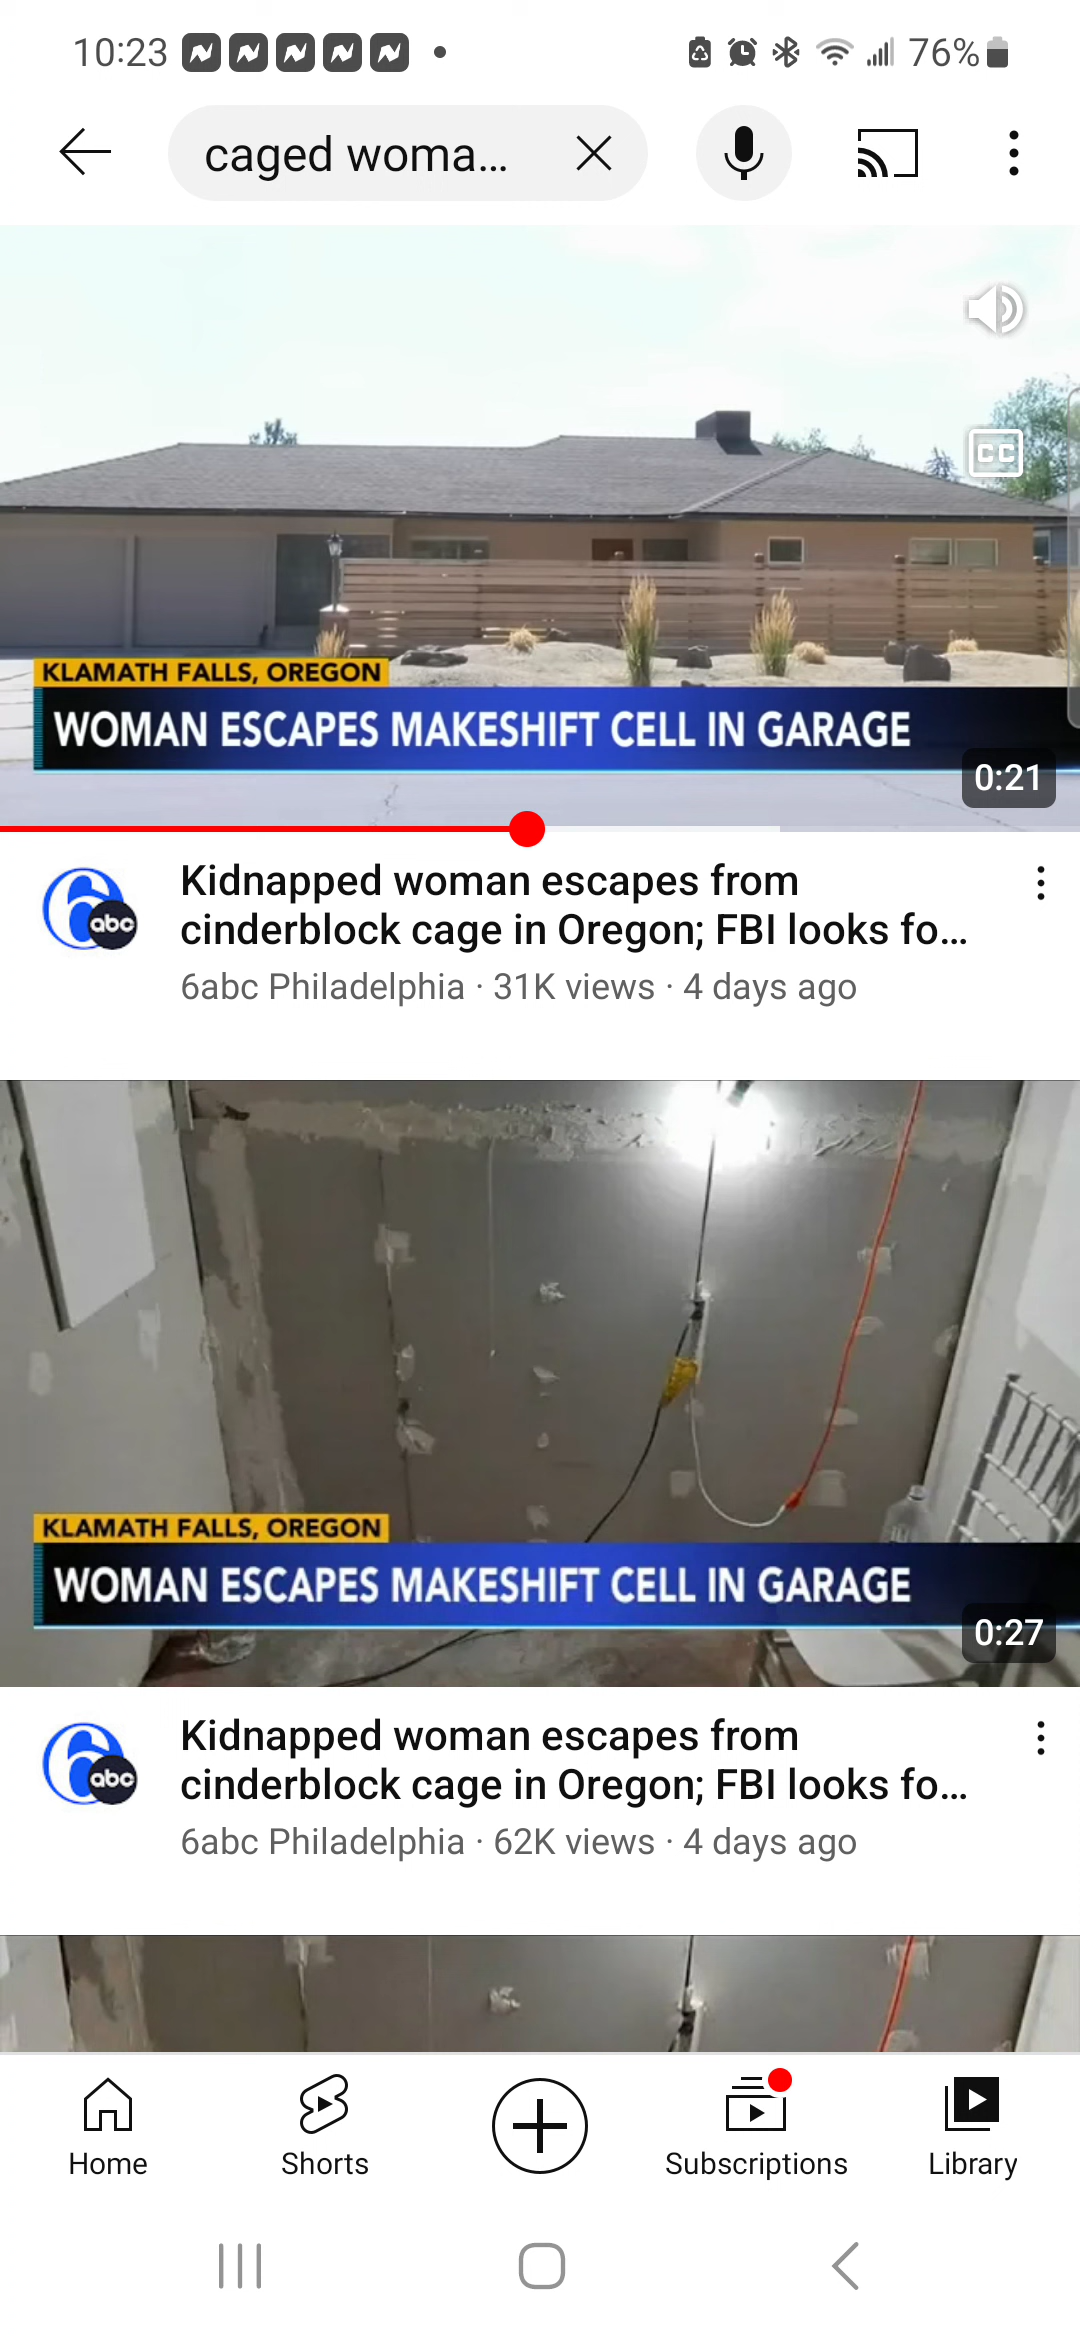 10:23
76%
caged woma...
CC
KLAMATH FALLS, OREGON
WOMAN ESCAPES MAKESHIFT CELL IN GARAGE
0:21
6abc
Kidnapped woman escapes from
cinderblock cage in Oregon; FBI looks fo...
6abc Philadelphia · 31K views · 4 days ago
KLAMATH FALLS, OREGON
WOMAN ESCAPES MAKESHIFT CELL IN GARAGE
0:27
6abc
Kidnapped woman escapes from
cinderblock cage in Oregon; FBI looks fo...
6abc Philadelphia · 62K views · 4 days ago
Home
Shorts
Subscriptions
Library